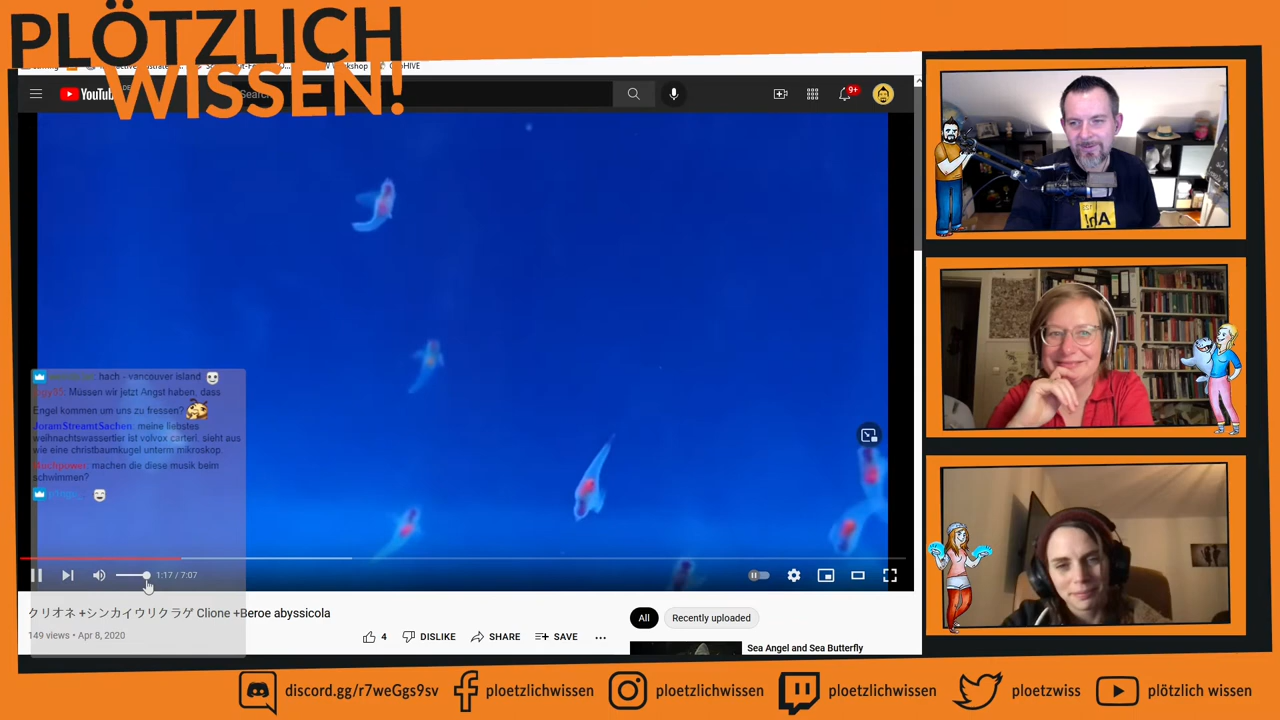 PLÖTZLICH
WISSEN!
YouTube
Search
9+
Ah!
hach - vancouver island
Müssen wir jetzt Angst haben, dass
Engel kommen um uns zu fressen?
JoramStreamtSachen: meine liebstes
weihnachtswassertier ist volvox carteri. sieht aus
wie eine christbaumkugel unterm mikroskop.
machen die diese musik beim
schwimmen?
1:17 / 7:07
クリオネ +シンカイウリクラゲ Clione +Beroe abyssicola
149 views • Apr 8, 2020
4 DISLIKE SHARE SAVE
All Recently uploaded
Sea Angel and Sea Butterfly
discord.gg/r7weGgs9sv ploetzlichwissen ploetzlichwissen ploetzlichwissen ploetzwiss plötzlich wissen